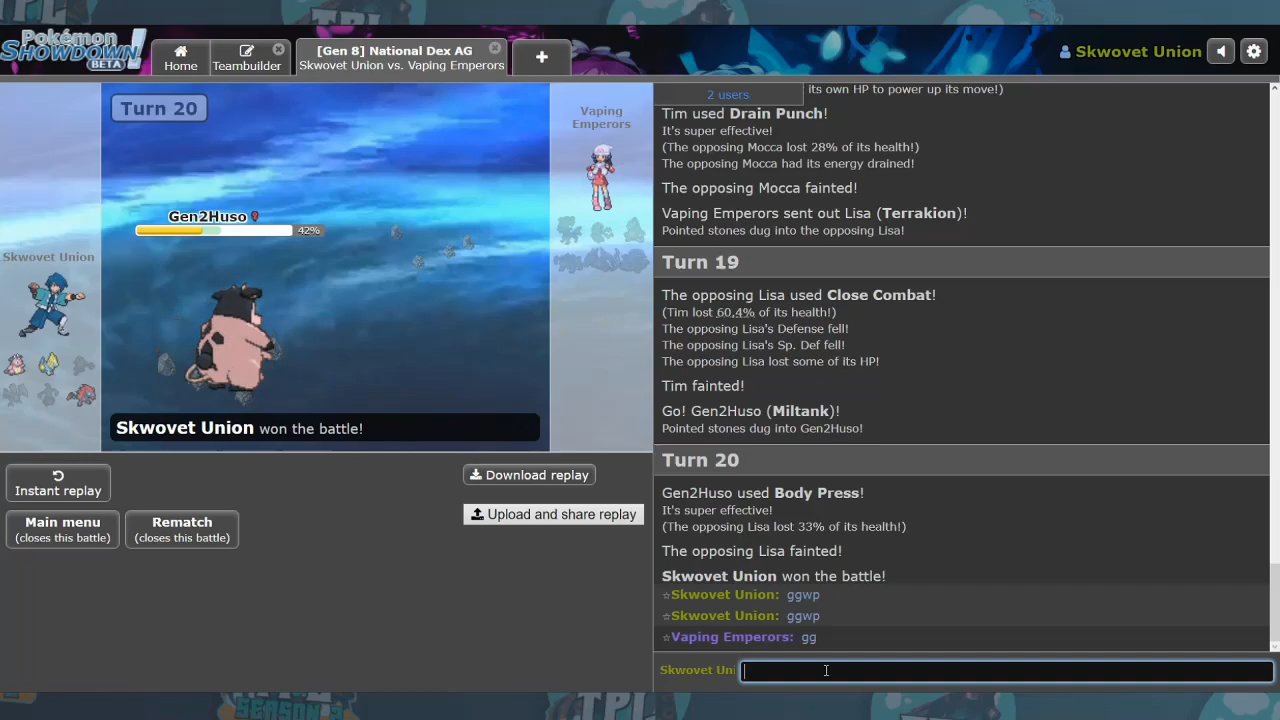 Pokémon
SHOWDOWN!
BETA
Home
Teambuilder
[Gen 8] National Dex AG
Skwovet Union vs. Vaping Emperors
+
Skwovet Union
Turn 20
Vaping
Emperors
Gen2Huso
42%
Skwovet Union
Skwovet Union won the battle!
Instant replay
Download replay
Upload and share replay
Main menu
(closes this battle)
Rematch
(closes this battle)
2 users
its own HP to power up its move!)
Tim used Drain Punch!
It's super effective!
(The opposing Mocca lost 28% of its health!)
The opposing Mocca had its energy drained!
The opposing Mocca fainted!
Vaping Emperors sent out Lisa (Terrakion)!
Pointed stones dug into the opposing Lisa!
Turn 19
The opposing Lisa used Close Combat!
(Tim lost 60.4% of its health!)
The opposing Lisa's Defense fell!
The opposing Lisa's Sp. Def fell!
The opposing Lisa lost some of its HP!
Tim fainted!
Go! Gen2Huso (Miltank)!
Pointed stones dug into Gen2Huso!
Turn 20
Gen2Huso used Body Press!
It's super effective!
(The opposing Lisa lost 33% of its health!)
The opposing Lisa fainted!
Skwovet Union won the battle!
☆Skwovet Union: ggwp
☆Skwovet Union: ggwp
☆Vaping Emperors: gg
Skwovet Uni
TPL
SEASON
TPL